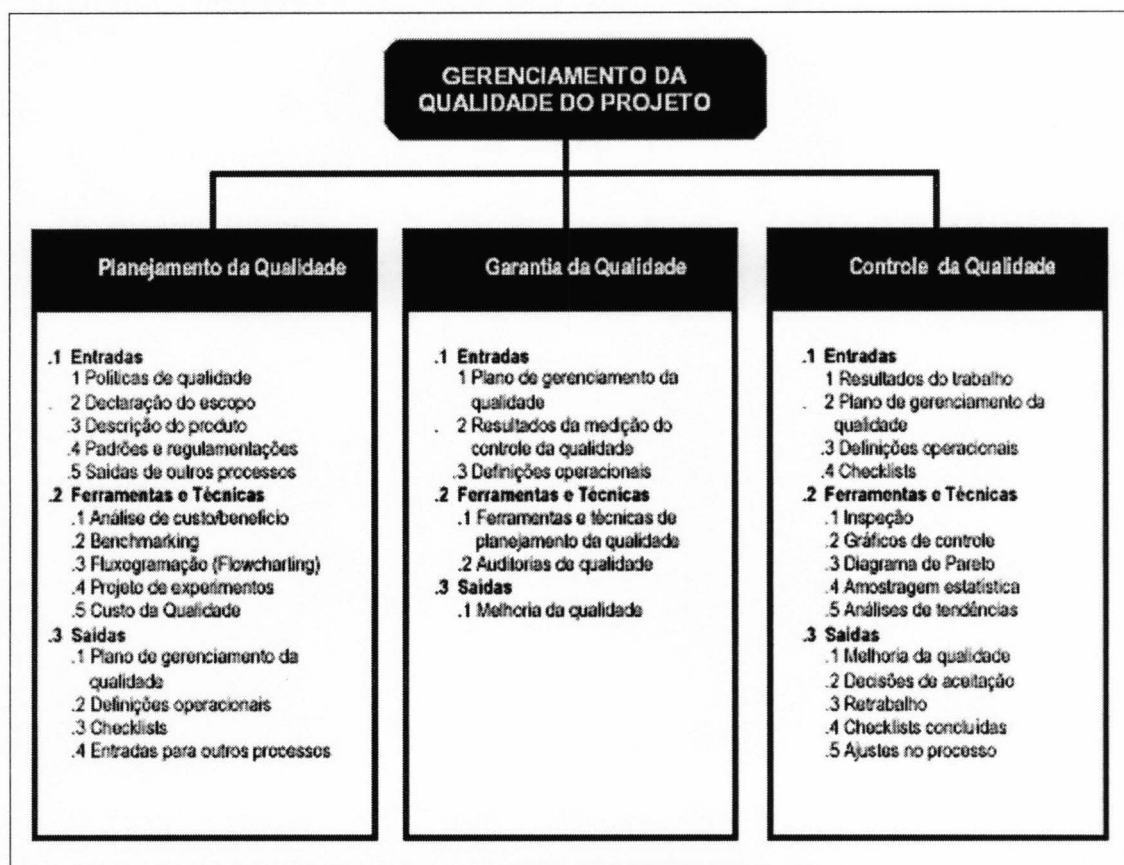 GERENCIAMENTO DA
QUALIDADE DO PROJETO
Planejamento da Qualidade
.1 Entradas
1 Políticas de qualidade
. 2 Declaração do escopo
.3 Descrição do produto
.4 Padrões e regulamentações
.5 Saídas de outros processos
.2 Ferramentas e Técnicas
.1 Análise de custo/benefício
.2 Benchmarking
.3 Fluxogramação (Flowcharting)
.4 Projeto de experimentos
.5 Custo da Qualidade
.3 Saídas
.1 Plano de gerenciamento da
qualidade
.2 Definições operacionais
.3 Checklists
.4 Entradas para outros processos
Garantia da Qualidade
.1 Entradas
1 Plano de gerenciamento da
qualidade
. 2 Resultados da medição do
controle da qualidade
.3 Definições operacionais
.2 Ferramentas e Técnicas
.1 Ferramentas e técnicas de
planejamento da qualidade
.2 Auditorias de qualidade
.3 Saídas
.1 Melhoria da qualidade
Controle da Qualidade
.1 Entradas
1 Resultados do trabalho
. 2 Plano de gerenciamento da
qualidade
.3 Definições operacionais
.4 Checklists
.2 Ferramentas e Técnicas
.1 Inspeção
.2 Gráficos de controle
.3 Diagrama de Pareto
.4 Amostragem estatística
.5 Análises de tendências
.3 Saídas
.1 Melhoria da qualidade
.2 Decisões de aceitação
.3 Retrabalho
.4 Checklists concluídas
.5 Ajustes no processo